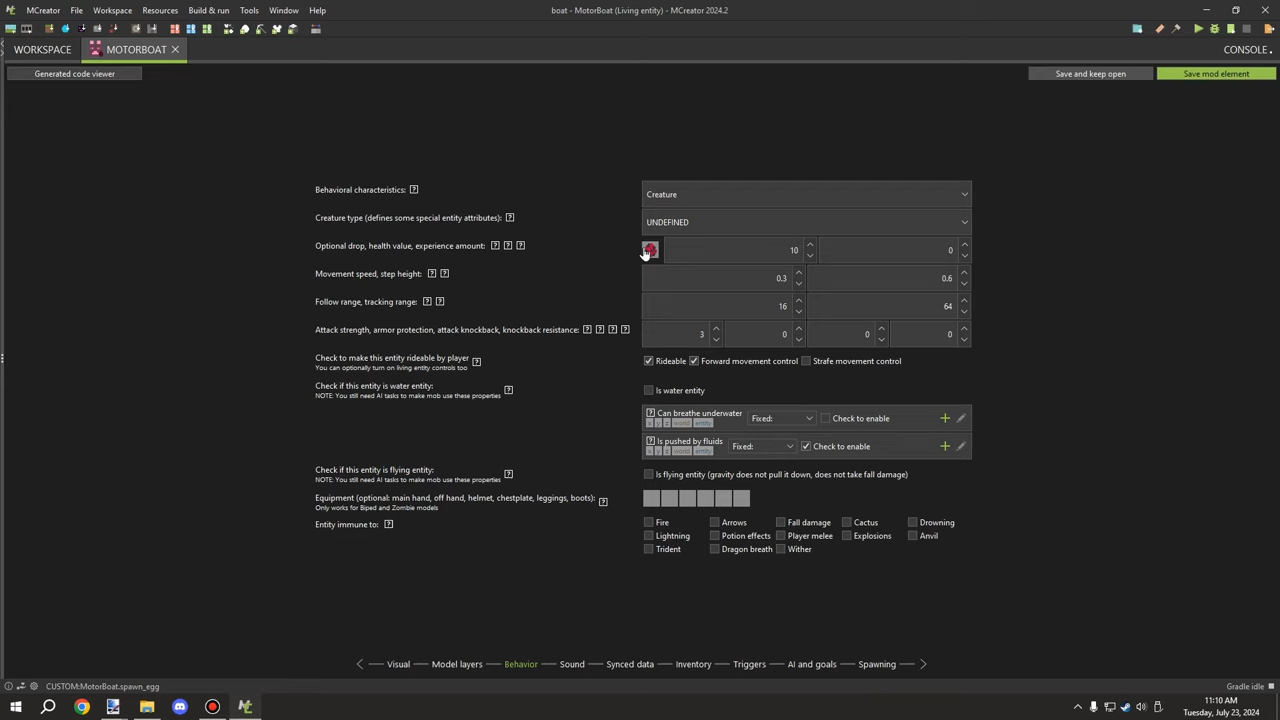 boat - MotorBoat (Living entity) - MCreator 2024.2
MCreator File Workspace Resources Build & run Tools Window Help
WORKSPACE MOTORBOAT CONSOLE
Generated code viewer Save and keep open Save mod element
Behavioral characteristics: ? Creature
Creature type (defines some special entity attributes): ? UNDEFINED
Optional drop, health value, experience amount: ? ? ? 10 0
Movement speed, step height: ? ? 0.3 0.6
Follow range, tracking range: ? ? 16 64
Attack strength, armor protection, attack knockback, knockback resistance: ? ? ? ? 3 0 0 0
Check to make this entity rideable by player
You can optionally turn on living entity controls too ? Rideable Forward movement control Strafe movement control
Check if this entity is water entity:
NOTE: You still need AI tasks to make mob use these properties ? Is water entity
? Can breathe underwater Fixed: Check to enable
x y z world entity
? Is pushed by fluids Fixed: Check to enable
x y z world entity
Check if this entity is flying entity:
NOTE: You still need AI tasks to make mob use these properties ? Is flying entity (gravity does not pull it down, does not take fall damage)
Equipment (optional: main hand, off hand, helmet, chestplate, leggings, boots): ?
Only works for Biped and Zombie models
Entity immune to: ? Fire Arrows Fall damage Cactus Drowning
Lightning Potion effects Player melee Explosions Anvil
Trident Dragon breath Wither
Visual Model layers Behavior Sound Synced data Inventory Triggers AI and goals Spawning
CUSTOM:MotorBoat.spawn_egg Gradle idle
11:10 AM
Tuesday, July 23, 2024